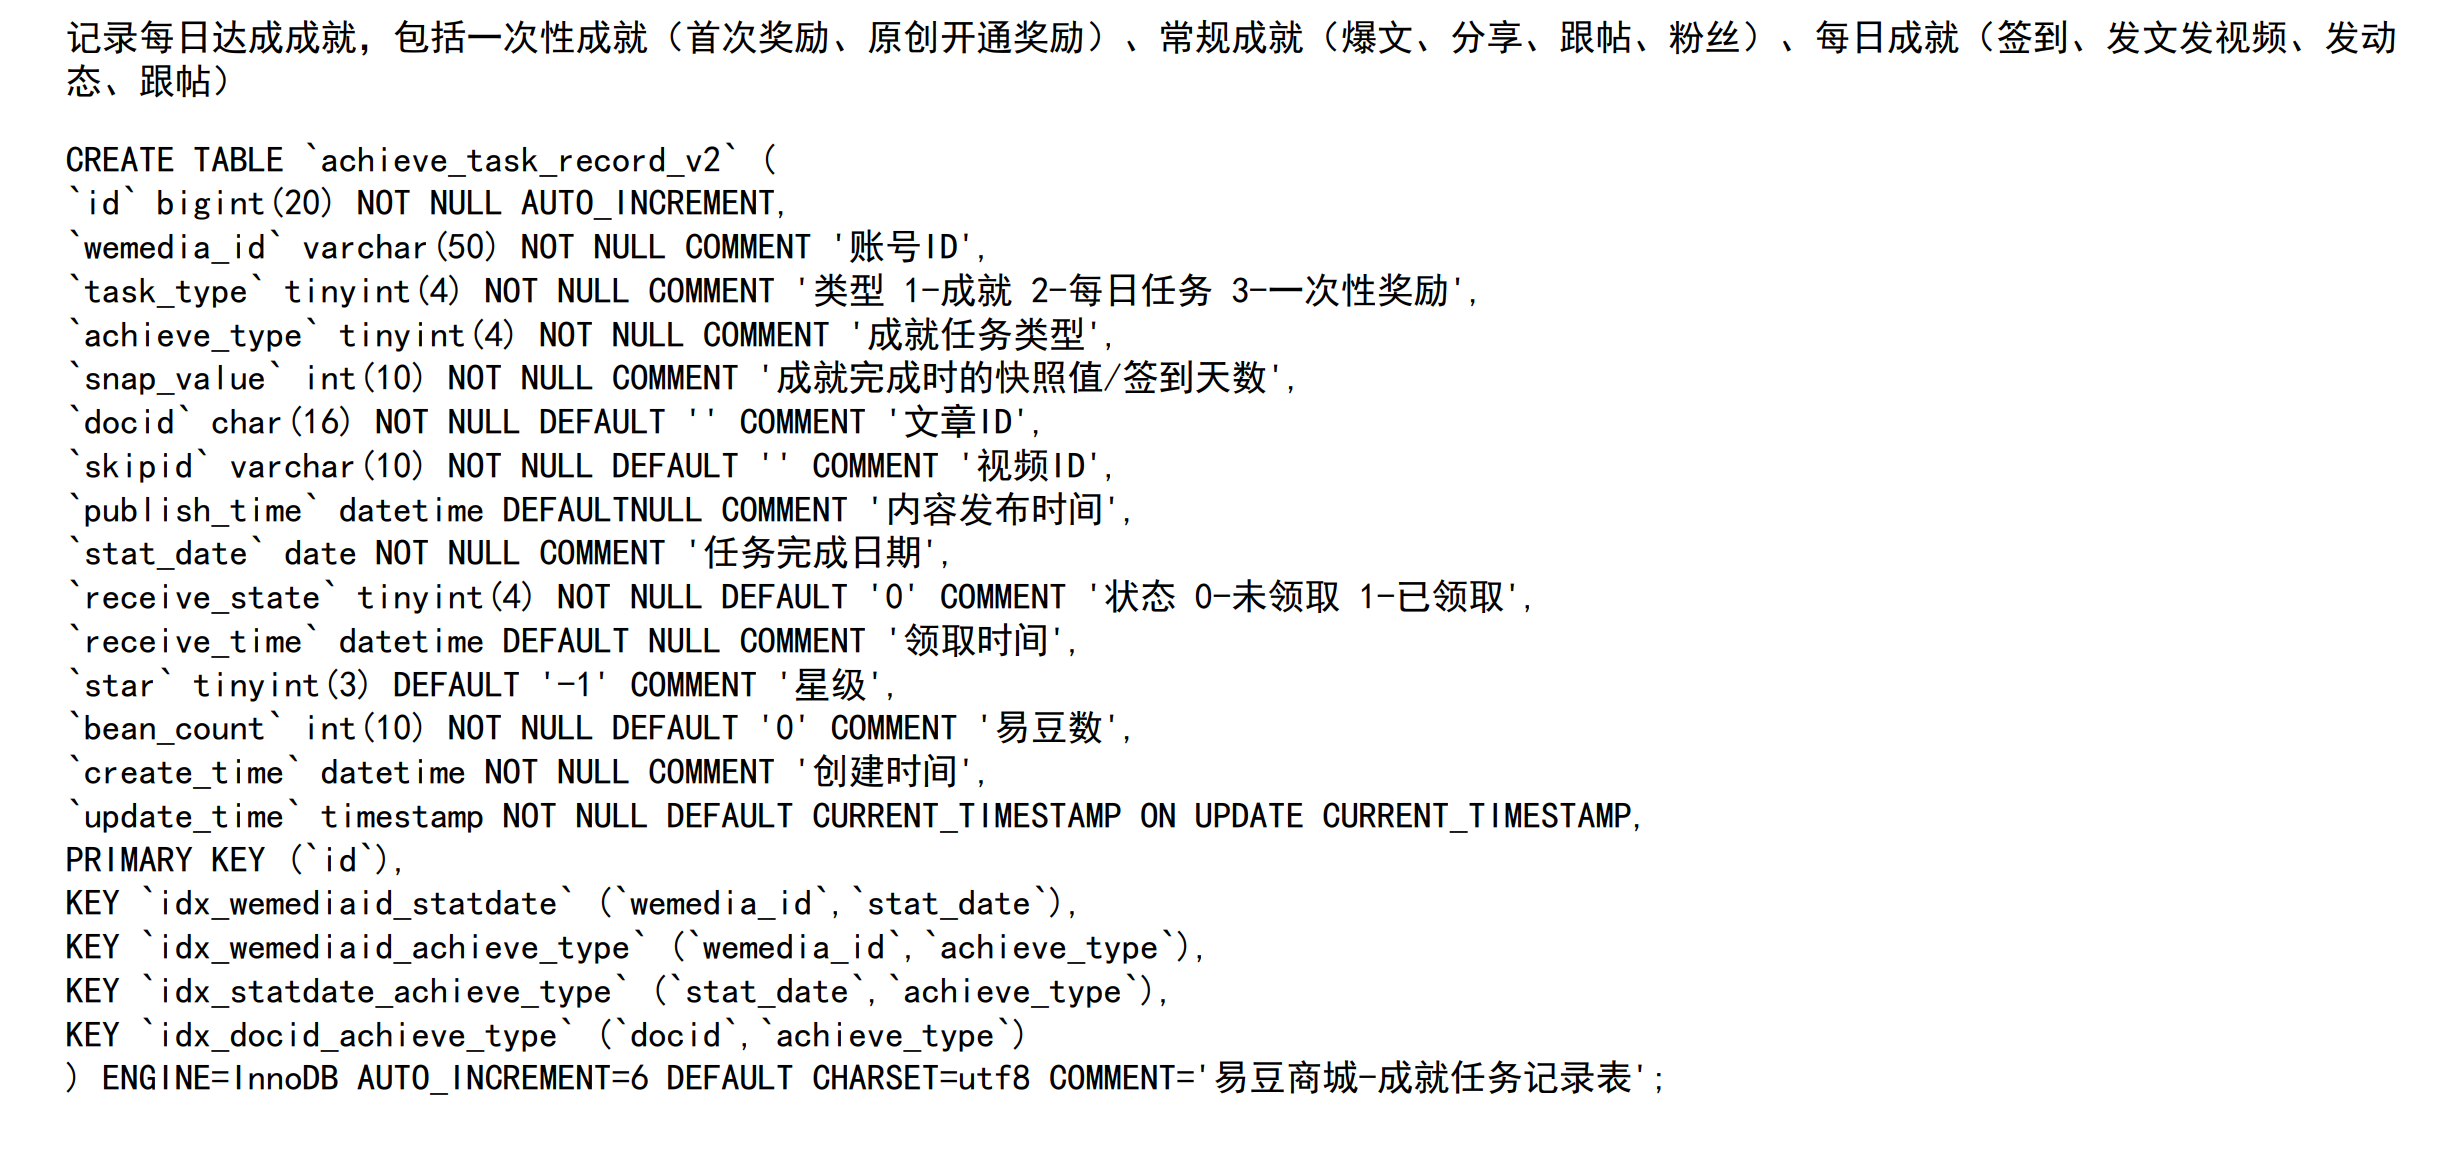 记录每日达成成就，包括一次性成就（首次奖励、原创开通奖励）、常规成就（爆文、分享、跟帖、粉丝）、每日成就（签到、发文发视频、发动
态、跟帖）
CREATE TABLE `achieve_task_record_v2` (
`id` bigint(20) NOT NULL AUTO_INCREMENT,
`wemedia_id` varchar(50) NOT NULL COMMENT '账号ID',
`task_type` tinyint(4) NOT NULL COMMENT '类型 1-成就 2-每日任务 3-一次性奖励',
`achieve_type` tinyint(4) NOT NULL COMMENT '成就任务类型',
`snap_value` int(10) NOT NULL COMMENT '成就完成时的快照值/签到天数',
`docid` char(16) NOT NULL DEFAULT '' COMMENT '文章ID',
`skipid` varchar(10) NOT NULL DEFAULT '' COMMENT '视频ID',
`publish_time` datetime DEFAULTNULL COMMENT '内容发布时间',
`stat_date` date NOT NULL COMMENT '任务完成日期',
`receive_state` tinyint(4) NOT NULL DEFAULT '0' COMMENT '状态 0-未领取 1-已领取',
`receive_time` datetime DEFAULT NULL COMMENT '领取时间',
`star` tinyint(3) DEFAULT '-1' COMMENT '星级',
`bean_count` int(10) NOT NULL DEFAULT '0' COMMENT '易豆数',
`create_time` datetime NOT NULL COMMENT '创建时间',
`update_time` timestamp NOT NULL DEFAULT CURRENT_TIMESTAMP ON UPDATE CURRENT_TIMESTAMP,
PRIMARY KEY (`id`),
KEY `idx_wemediaid_statdate` (`wemedia_id`,`stat_date`),
KEY `idx_wemediaid_achieve_type` (`wemedia_id`,`achieve_type`),
KEY `idx_statdate_achieve_type` (`stat_date`,`achieve_type`),
KEY `idx_docid_achieve_type` (`docid`,`achieve_type`)
) ENGINE=InnoDB AUTO_INCREMENT=6 DEFAULT CHARSET=utf8 COMMENT='易豆商城-成就任务记录表';